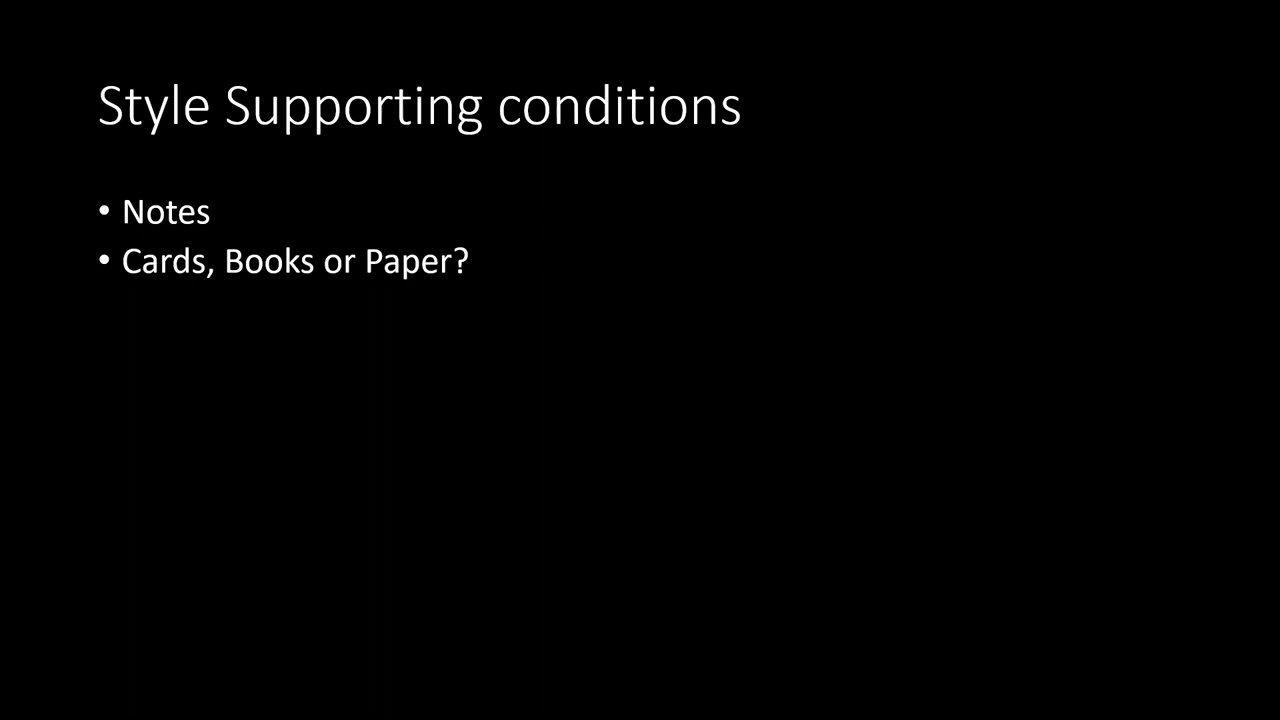 Style Supporting conditions
• Notes
• Cards, Books or Paper?